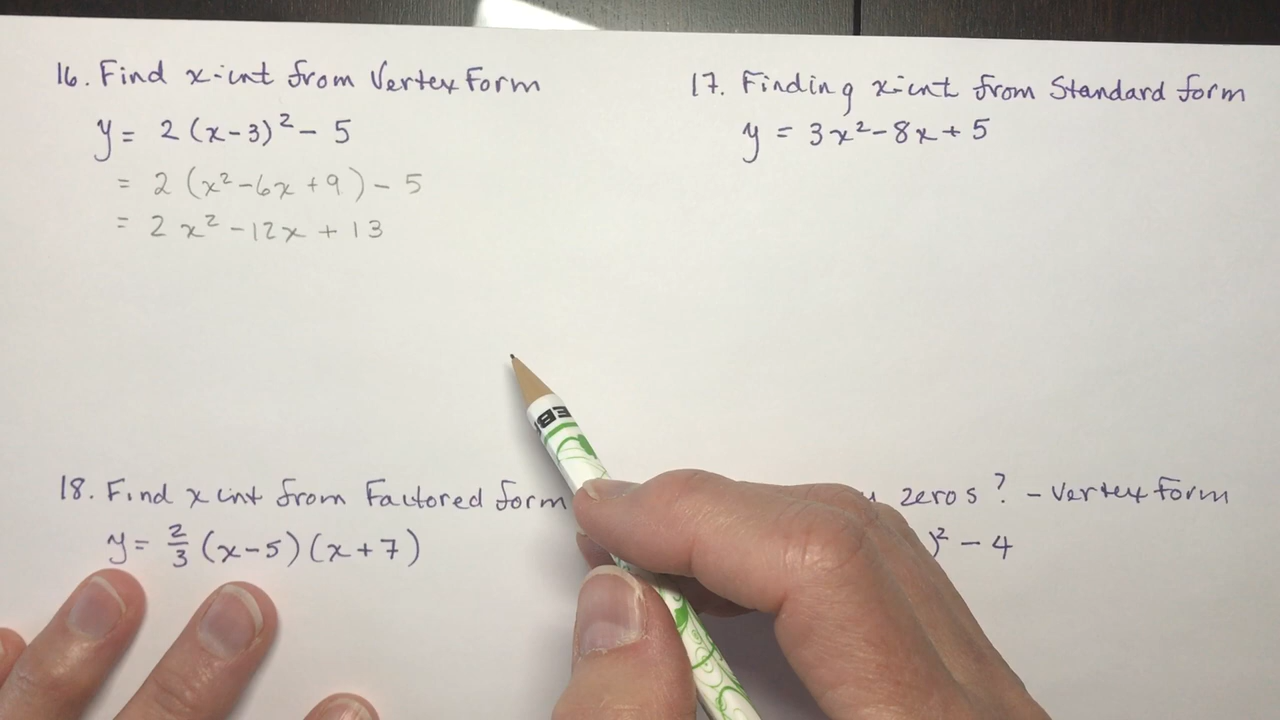 16. Find x-int from Vertex Form
y = 2(x-3)² - 5
= 2(x²-6x+9) - 5
= 2x² -12x + 13
17. Finding x-int from Standard form
y = 3x²-8x+5
18. Find x int from Factored form
y = 2/3 (x-5)(x+7)
zeros? - Vertex Form
)² - 4